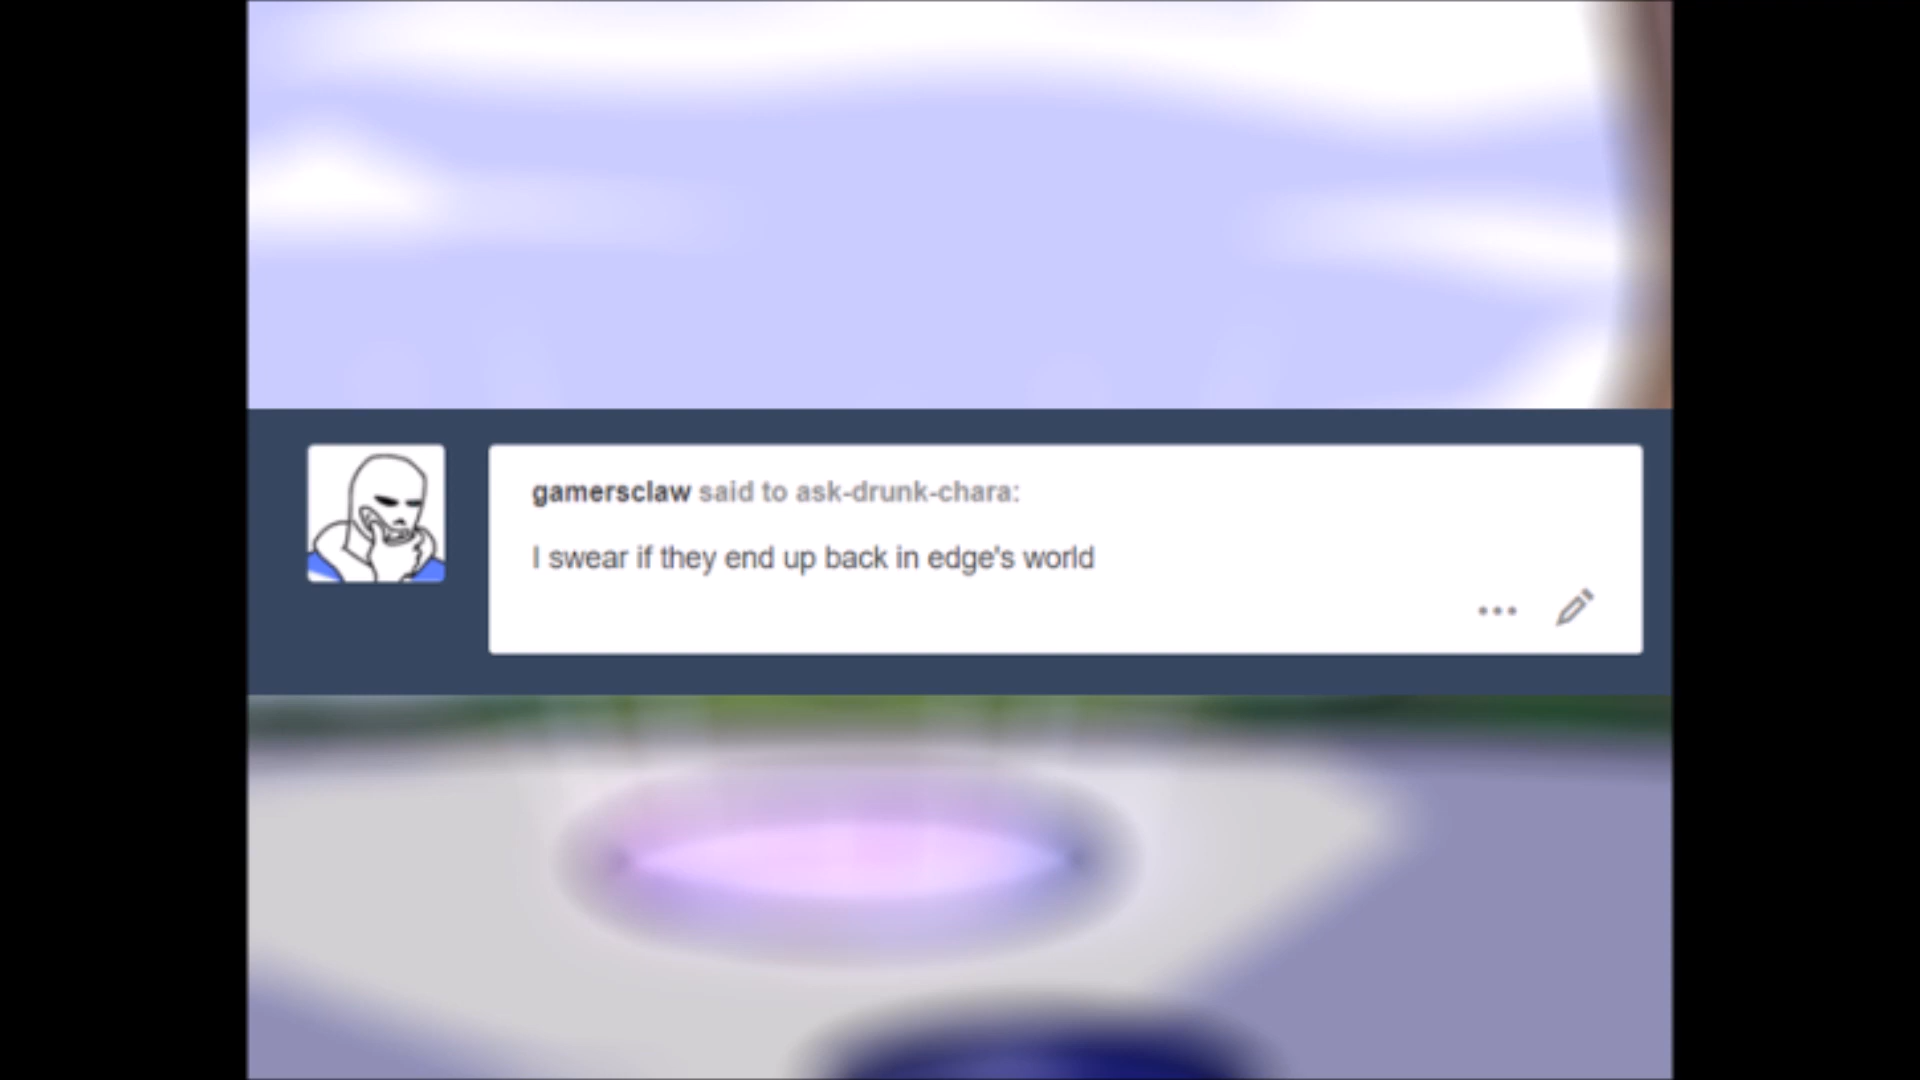 gamersclaw said to ask-drunk-chara:
I swear if they end up back in edge's world